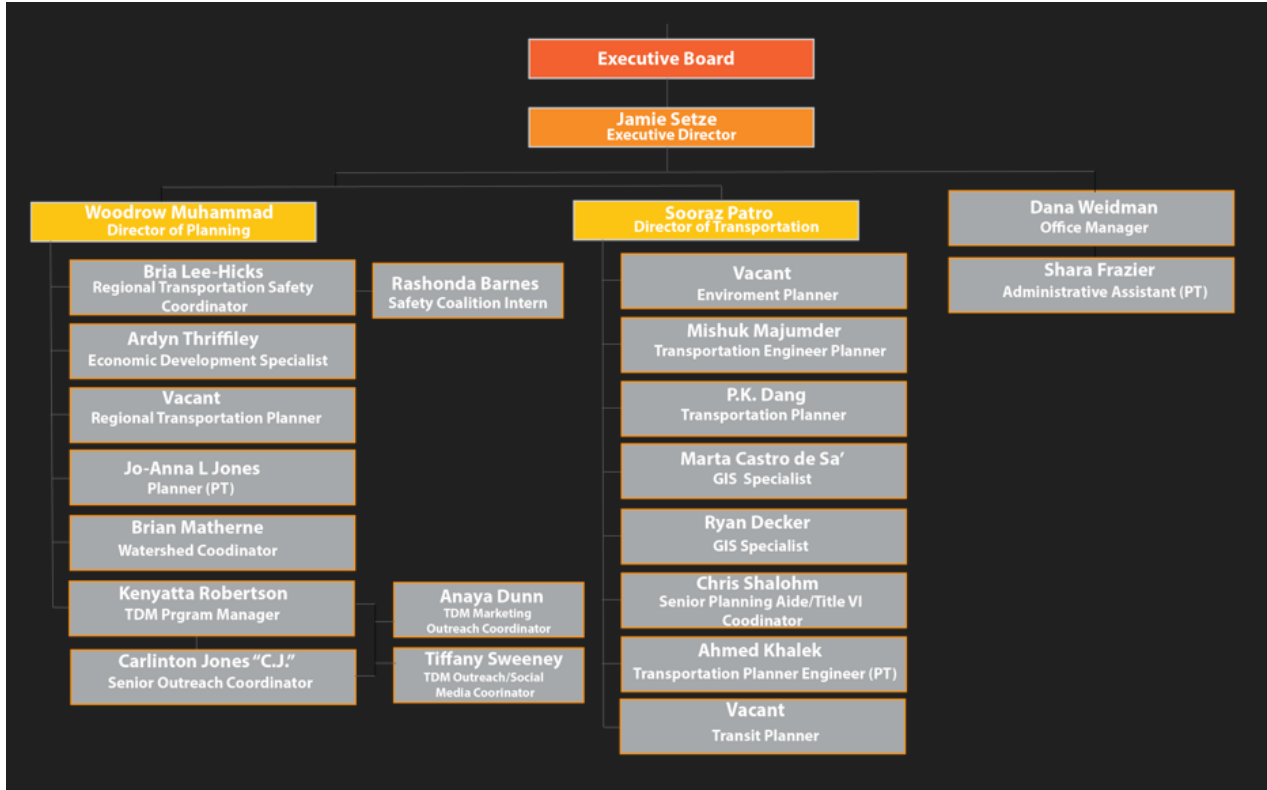 Executive Board
Jamie Setze
Executive Director
Woodrow Muhammad
Director of Planning
Bria Lee-Hicks
Regional Transportation Safety
Coordinator
Rashonda Barnes
Safety Coalition Intern
Ardyn Thriffiley
Economic Development Specialist
Vacant
Regional Transportation Planner
Jo-Anna L Jones
Planner (PT)
Brian Matherne
Watershed Coodinator
Kenyatta Robertson
TDM Prgram Manager
Carlinton Jones “C.J.”
Senior Outreach Coordinator
Anaya Dunn
TDM Marketing
Outreach Coordinator
Tiffany Sweeney
TDM Outreach/Social
Media Coorinator
Sooraz Patro
Director of Transportation
Vacant
Enviroment Planner
Mishuk Majumder
Transportation Engineer Planner
P.K. Dang
Transportation Planner
Marta Castro de Sa’
GIS Specialist
Ryan Decker
GIS Specialist
Chris Shalohm
Senior Planning Aide/Title VI
Coodinator
Ahmed Khalek
Transportation Planner Engineer (PT)
Vacant
Transit Planner
Dana Weidman
Office Manager
Shara Frazier
Administrative Assistant (PT)